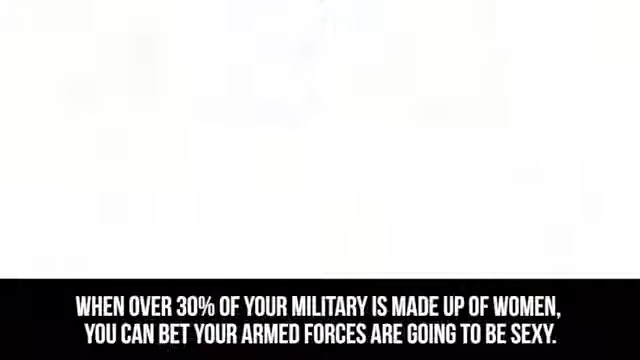 WHEN OVER 30% OF YOUR MILITARY IS MADE UP OF WOMEN,
YOU CAN BET YOUR ARMED FORCES ARE GOING TO BE SEXY.